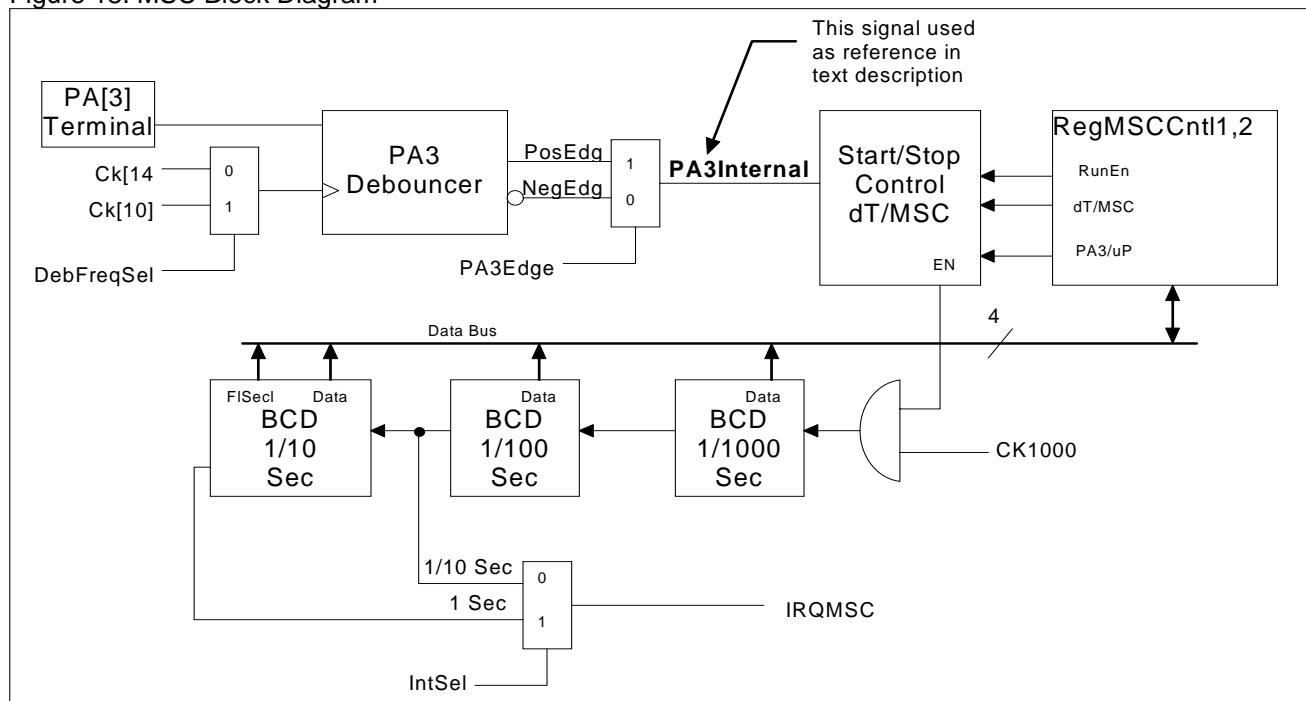 Figure 18. MSC Block Diagram
This signal used
as reference in
text description
PA[3]
Terminal
Ck[14
Ck[10]
0
1
DebFreqSel
PA3
Debouncer
PosEdg
NegEdg
1
0
PA3Edge
PA3Internal
Start/Stop
Control
dT/MSC
EN
RegMSCCntl1,2
RunEn
dT/MSC
PA3/uP
4
Data Bus
FlSecl
Data
BCD
1/10
Sec
Data
BCD
1/100
Sec
Data
BCD
1/1000
Sec
CK1000
1/10 Sec
1 Sec
0
1
IRQMSC
IntSel